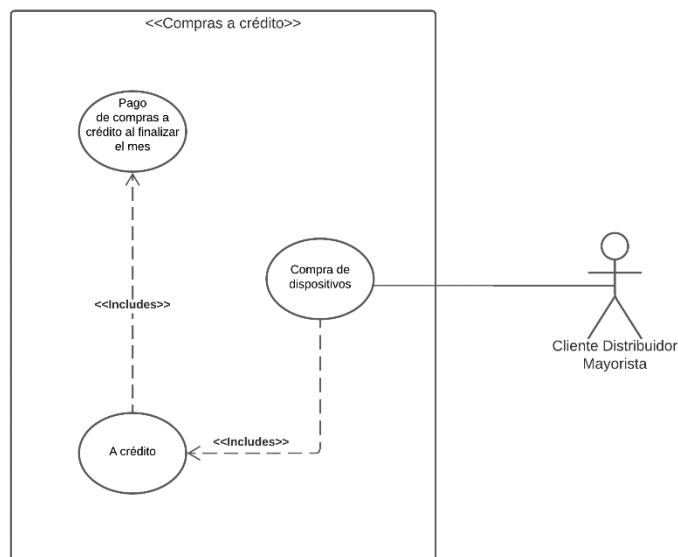 <<Compras a crédito>>
Pago
de compras a
crédito al finalizar
el mes
Compra de
dispositivos
<<Includes>>
Cliente Distribuidor
Mayorista
A crédito
<<Includes>>